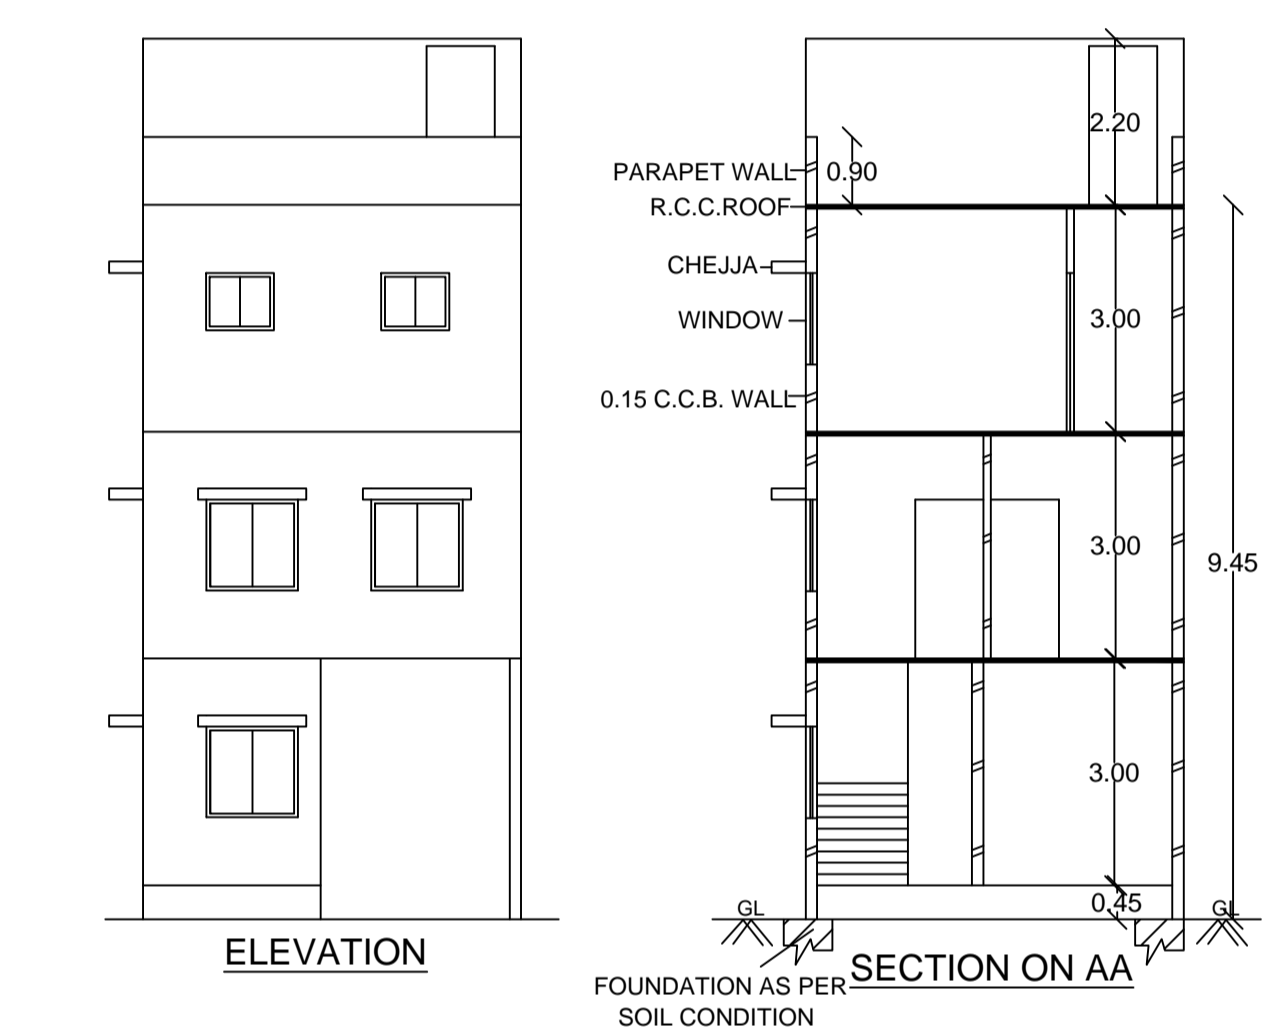 2.20
PARAPET WALL
0.90
R.C.C.ROOF
CHEJJA
WINDOW
3.00
0.15 C.C.B. WALL
3.00
9.45
3.00
0.45
GL
GL
ELEVATION
SECTION ON AA
FOUNDATION AS PER
SOIL CONDITION